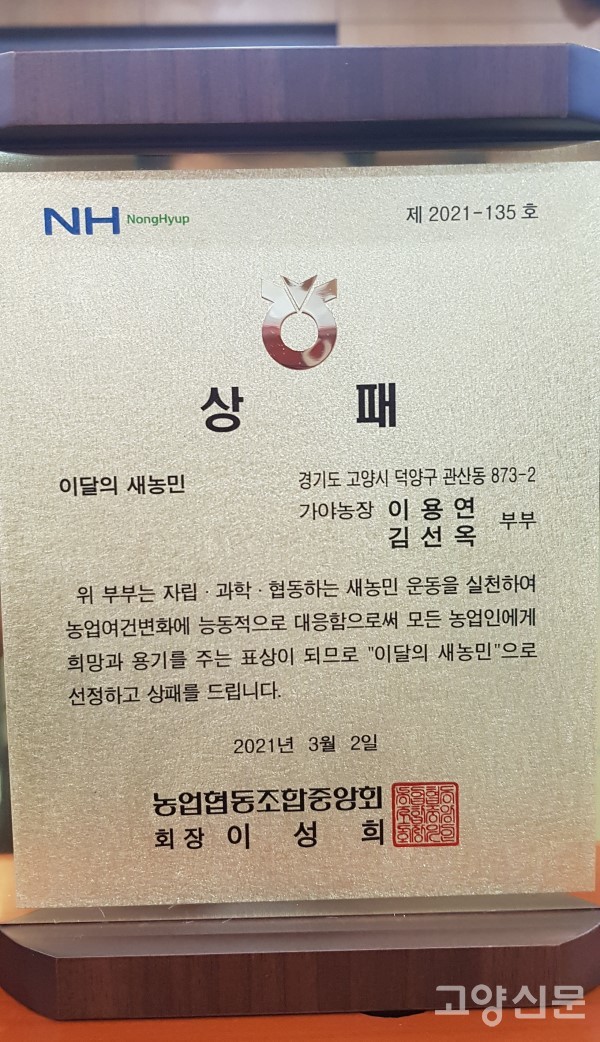 NH NongHyup
제 2021-135 호
상 패
이달의 새농민
경기도 고양시 덕양구 관산동 873-2
가야농장 이용연
김선옥 부부
위 부부는 자립·과학·협동하는 새농민 운동을 실천하여
농업여건변화에 능동적으로 대응함으로써 모든 농업인에게
희망과 용기를 주는 표상이 되므로 "이달의 새농민"으로
선정하고 상패를 드립니다.
2021년 3월 2일
농업협동조합중앙회
회장 이 성 희
고양신문